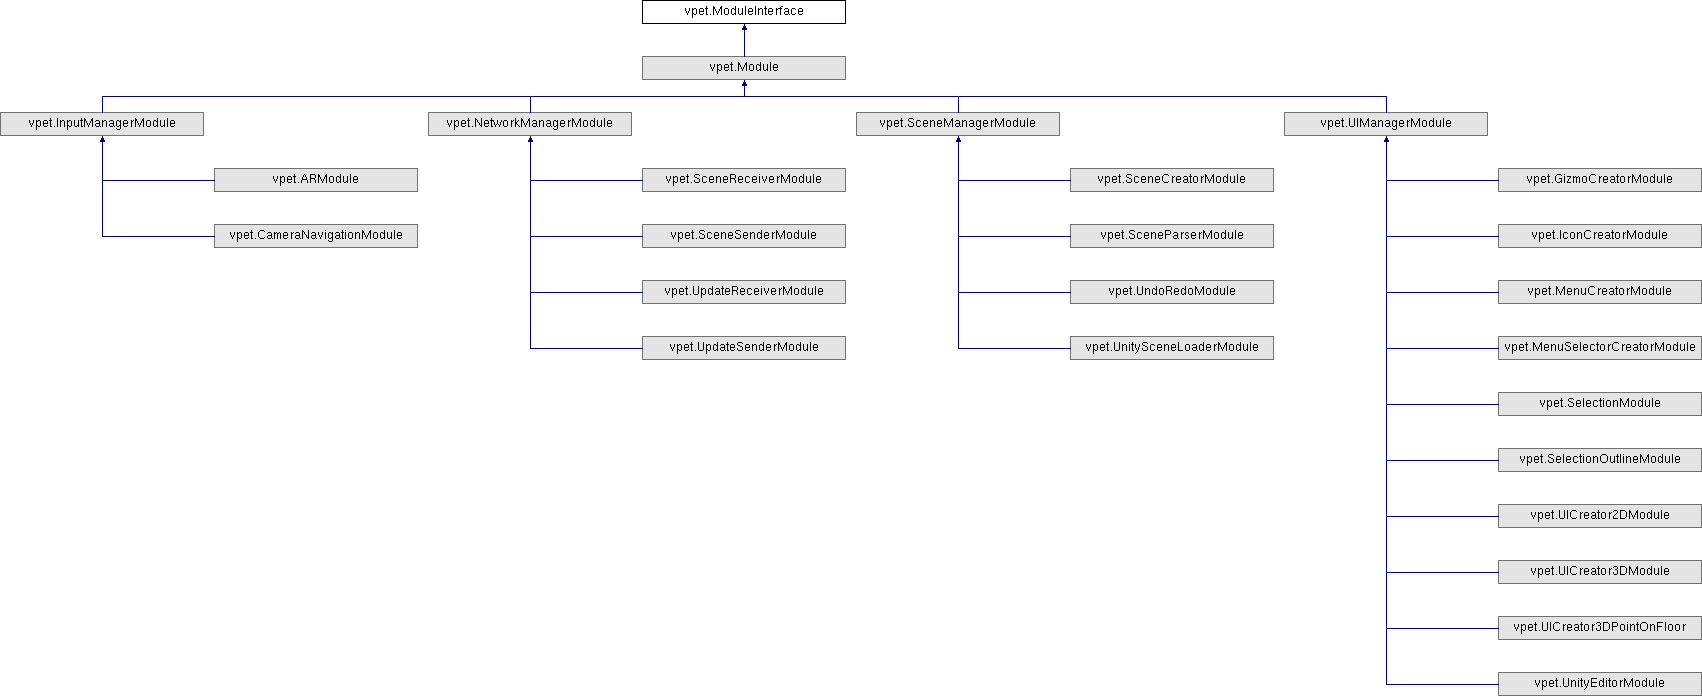 vpet.ModuleInterface
vpet.Module
vpet.InputManagerModule
vpet.NetworkManagerModule
vpet.SceneManagerModule
vpet.UIManagerModule
vpet.ARModule
vpet.SceneReceiverModule
vpet.SceneCreatorModule
vpet.GizmoCreatorModule
vpet.CameraNavigationModule
vpet.SceneSenderModule
vpet.SceneParserModule
vpet.IconCreatorModule
vpet.UpdateReceiverModule
vpet.UndoRedoModule
vpet.MenuCreatorModule
vpet.UpdateSenderModule
vpet.UnitySceneLoaderModule
vpet.MenuSelectorCreatorModule
vpet.SelectionModule
vpet.SelectionOutlineModule
vpet.UICreator2DModule
vpet.UICreator3DModule
vpet.UICreator3DPointOnFloor
vpet.UnityEditorModule